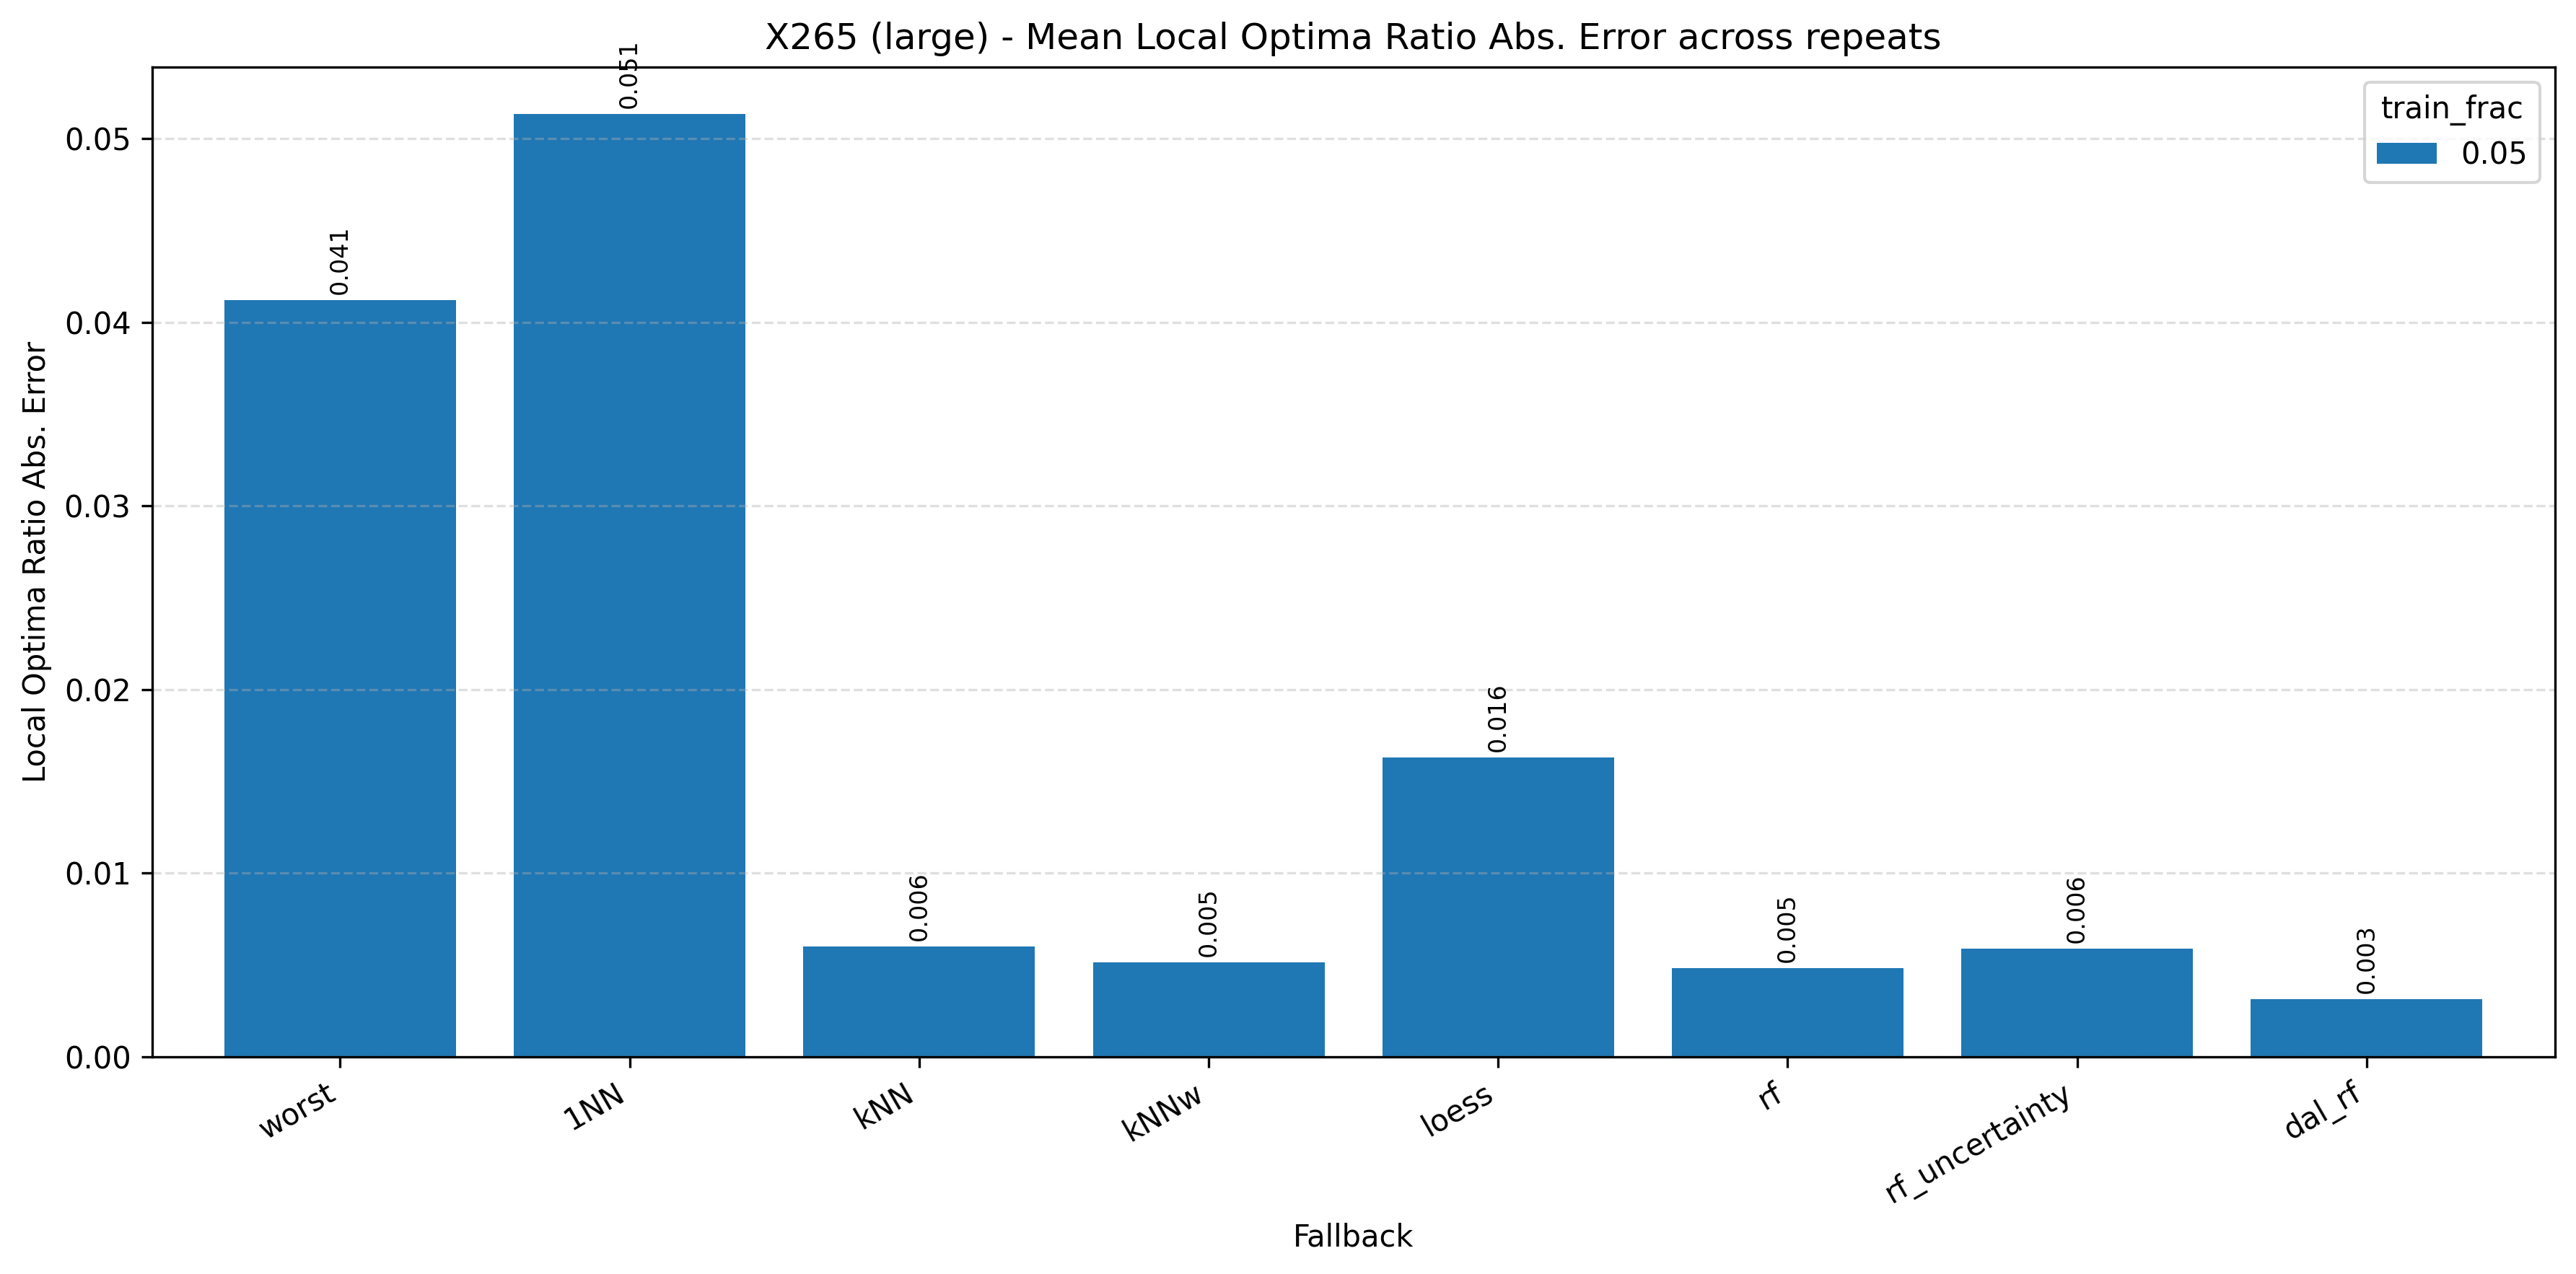 X265 (large) - Mean Local Optima Ratio Abs. Error across repeats
Local Optima Ratio Abs. Error
0.05
0.04
0.03
0.02
0.01
0.00
0.041
0.051
0.006
0.005
0.016
0.005
0.006
0.003
train_frac
0.05
worst
1NN
kNN
kNNw
loess
rf
rf_uncertainty
dal_rf
Fallback